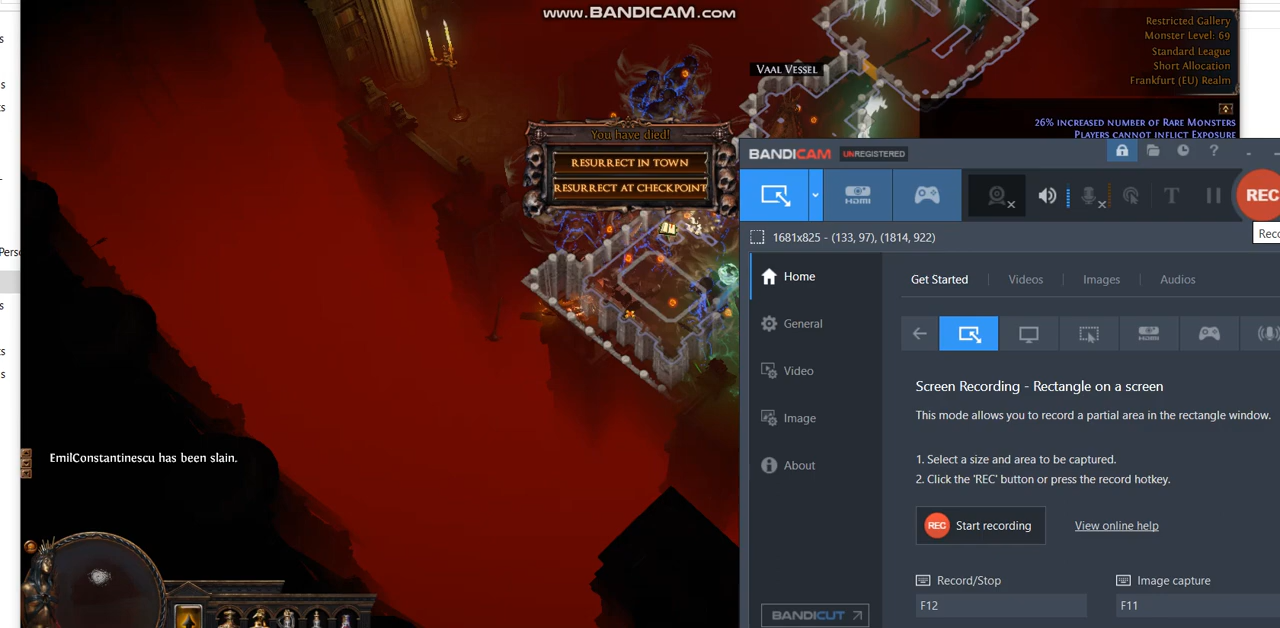 www.BANDICAM.com
Restricted Gallery
Monster Level: 69
Standard League
Short Allocation
Frankfurt (EU) Realm
Vaal Vessel
26% increased number of Rare Monsters
Players cannot inflict Exposure
You have died!
Resurrect in Town
Resurrect at Checkpoint
BANDICAM UNREGISTERED
HDMI
T
REC
Rec
1681x825 - (133, 97), (1814, 922)
Home
Get Started
Videos
Images
Audios
General
HDMI
Video
Screen Recording - Rectangle on a screen
This mode allows you to record a partial area in the rectangle window.
Image
1. Select a size and area to be captured.
2. Click the 'REC' button or press the record hotkey.
About
REC Start recording
View online help
Record/Stop
Image capture
F12
F11
BANDICUT
EmilConstantinescu has been slain.